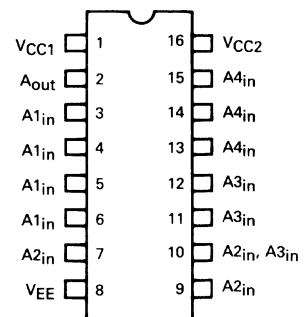 VCC1 1 16 VCC2
Aout 2 15 A4in
A1in 3 14 A4in
A1in 4 13 A4in
A1in 5 12 A3in
A1in 6 11 A3in
A2in 7 10 A2in, A3in
VEE 8 9 A2in